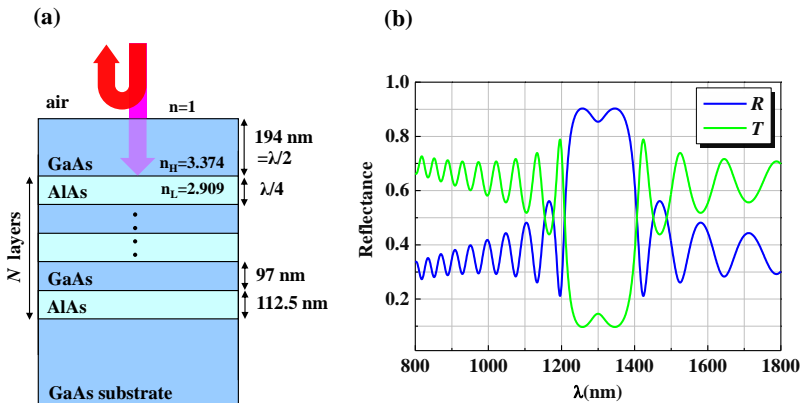 (a)
air
n=1
194 nm
=λ/2
GaAs
n_H=3.374
AlAs
n_L=2.909
λ/4
N layers
GaAs
97 nm
AlAs
112.5 nm
GaAs substrate
(b)
1.0
0.8
0.6
0.4
0.2
Reflectance
R
T
800 1000 1200 1400 1600 1800
λ(nm)